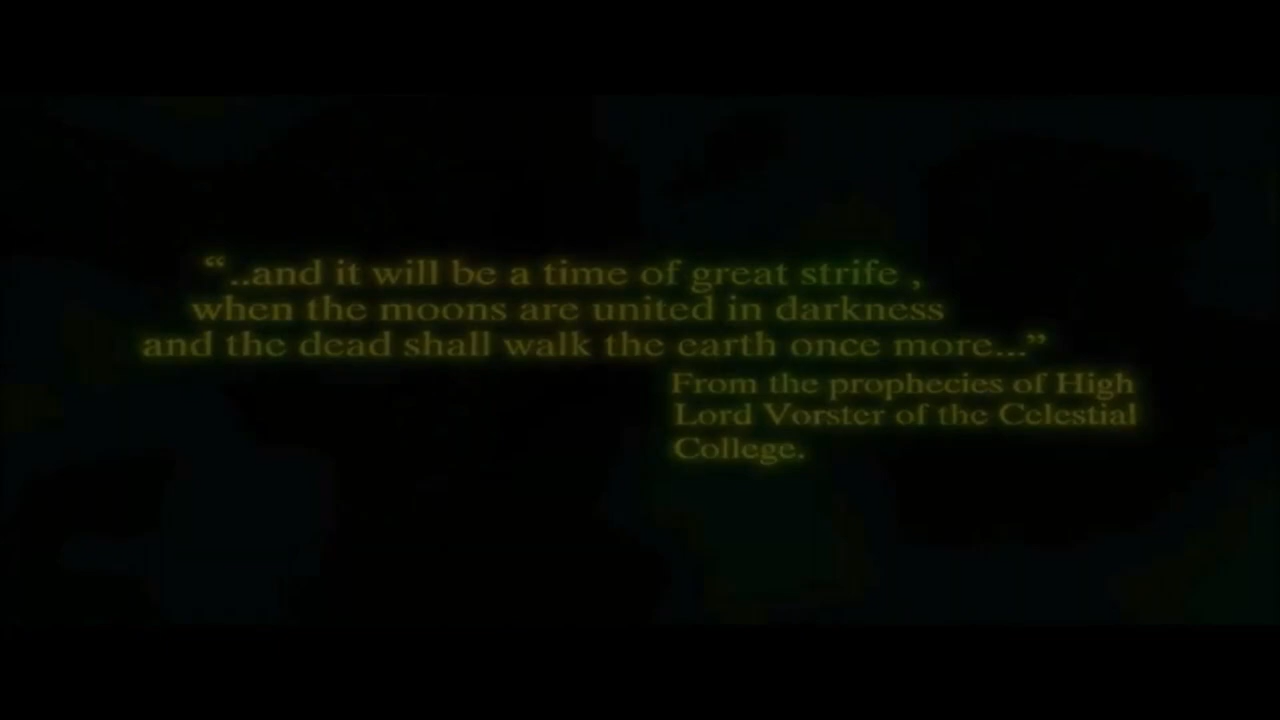 “..and it will be a time of great strife ,
when the moons are united in darkness
and the dead shall walk the earth once more...”
From the prophecies of High
Lord Vorster of the Celestial
College.